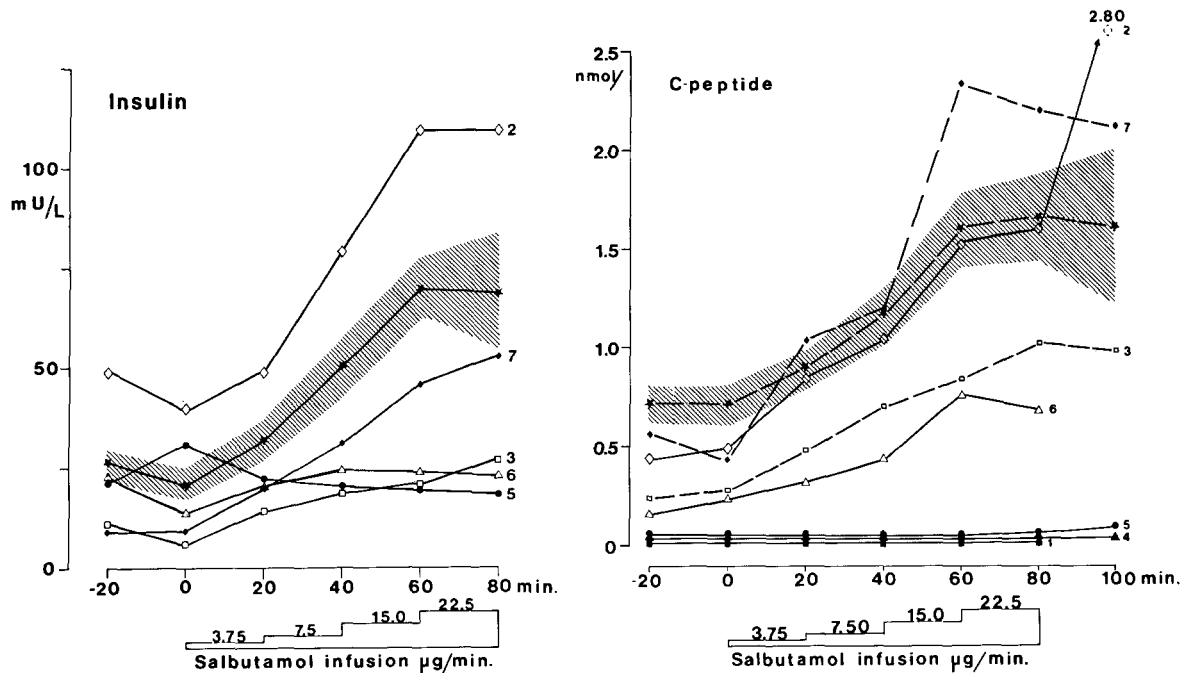 Insulin
100
mU/L
50
0
2
7
3
6
5
-20 0 20 40 60 80 min.
3.75 7.5 15.0 22.5
Salbutamol infusion µg/min.
2.80
2
2.5
nmol/
C-peptide
7
2.0
1.5
1.0
3
6
0.5
5
4
1
0
-20 0 20 40 60 80 100 min.
3.75 7.50 15.0 22.5
Salbutamol infusion µg/min.